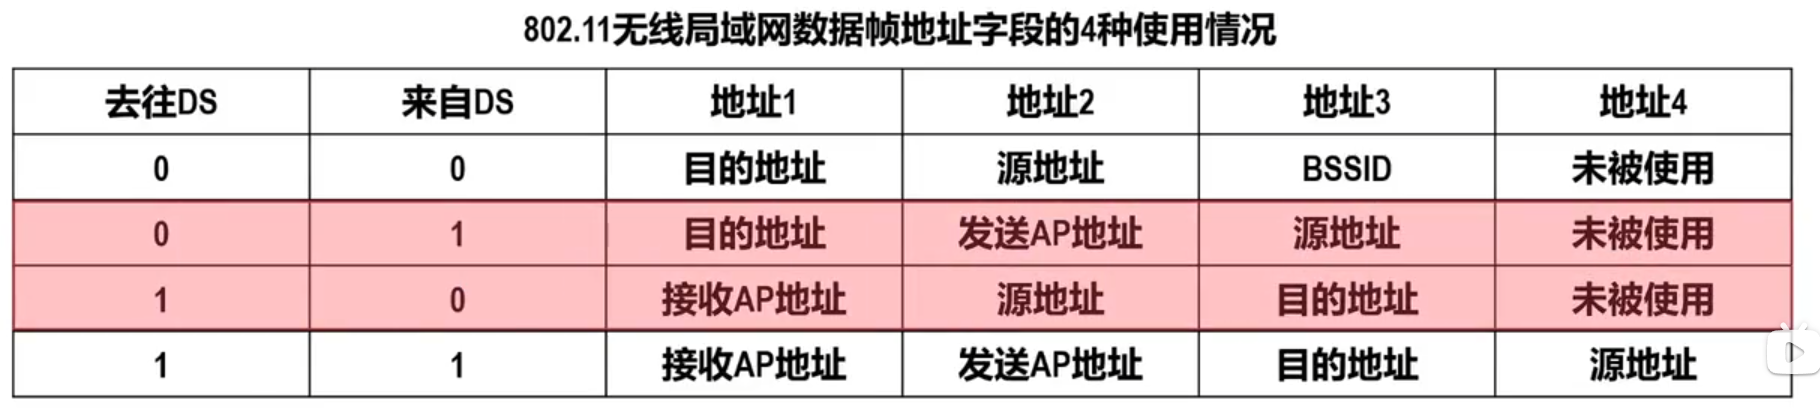 802.11无线局域网数据帧地址字段的4种使用情况
去往DS 来自DS 地址1 地址2 地址3 地址4
0 0 目的地址 源地址 BSSID 未被使用
0 1 目的地址 发送AP地址 源地址 未被使用
1 0 接收AP地址 源地址 目的地址 未被使用
1 1 接收AP地址 发送AP地址 目的地址 源地址